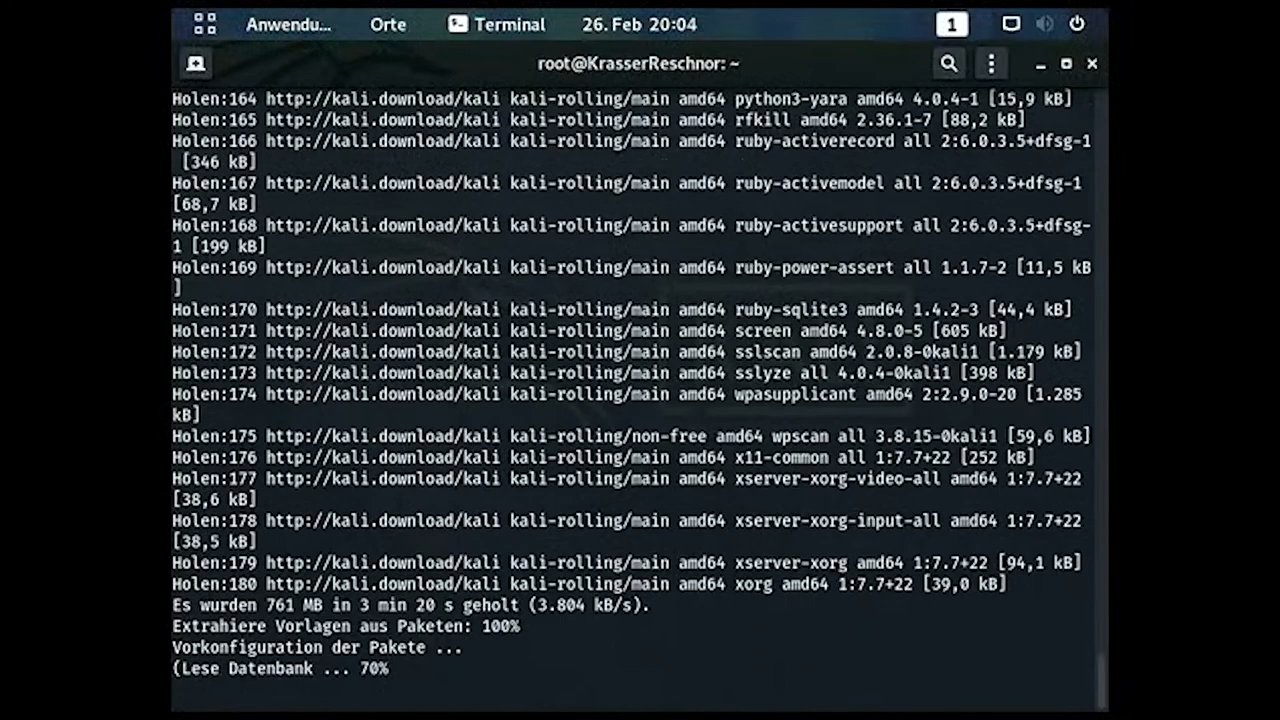 Anwendu... Orte Terminal 26. Feb 20:04 1
root@KrasserReschnor: ~
Holen:164 http://kali.download/kali kali-rolling/main amd64 python3-yara amd64 4.0.4-1 [15,9 kB]
Holen:165 http://kali.download/kali kali-rolling/main amd64 rfkill amd64 2.36.1-7 [88,2 kB]
Holen:166 http://kali.download/kali kali-rolling/main amd64 ruby-activerecord all 2:6.0.3.5+dfsg-1
[346 kB]
Holen:167 http://kali.download/kali kali-rolling/main amd64 ruby-activemodel all 2:6.0.3.5+dfsg-1
[68,7 kB]
Holen:168 http://kali.download/kali kali-rolling/main amd64 ruby-activesupport all 2:6.0.3.5+dfsg-
1 [199 kB]
Holen:169 http://kali.download/kali kali-rolling/main amd64 ruby-power-assert all 1.1.7-2 [11,5 kB
]
Holen:170 http://kali.download/kali kali-rolling/main amd64 ruby-sqlite3 amd64 1.4.2-3 [44,4 kB]
Holen:171 http://kali.download/kali kali-rolling/main amd64 screen amd64 4.8.0-5 [605 kB]
Holen:172 http://kali.download/kali kali-rolling/main amd64 sslscan amd64 2.0.8-0kali1 [1.179 kB]
Holen:173 http://kali.download/kali kali-rolling/main amd64 sslyze all 4.0.4-0kali1 [398 kB]
Holen:174 http://kali.download/kali kali-rolling/main amd64 wpasupplicant amd64 2:2.9.0-20 [1.285
kB]
Holen:175 http://kali.download/kali kali-rolling/non-free amd64 wpscan all 3.8.15-0kali1 [59,6 kB]
Holen:176 http://kali.download/kali kali-rolling/main amd64 x11-common all 1:7.7+22 [252 kB]
Holen:177 http://kali.download/kali kali-rolling/main amd64 xserver-xorg-video-all amd64 1:7.7+22
[38,6 kB]
Holen:178 http://kali.download/kali kali-rolling/main amd64 xserver-xorg-input-all amd64 1:7.7+22
[38,5 kB]
Holen:179 http://kali.download/kali kali-rolling/main amd64 xserver-xorg amd64 1:7.7+22 [94,1 kB]
Holen:180 http://kali.download/kali kali-rolling/main amd64 xorg amd64 1:7.7+22 [39,0 kB]
Es wurden 761 MB in 3 min 20 s geholt (3.804 kB/s).
Extrahiere Vorlagen aus Paketen: 100%
Vorkonfiguration der Pakete ...
(Lese Datenbank ... 70%